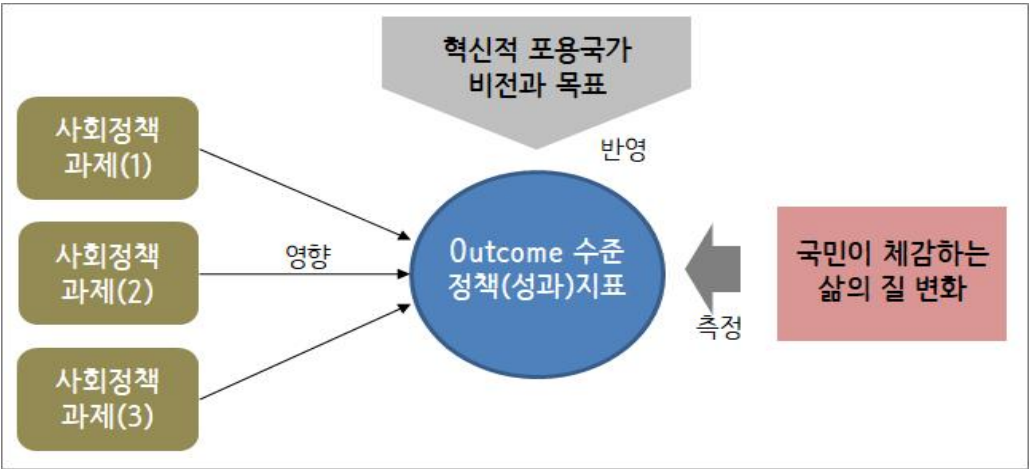 혁신적 포용국가
비전과 목표
반영
사회정책
과제(1)
사회정책
과제(2)
사회정책
과제(3)
영향
Outcome 수준
정책(성과)지표
측정
국민이 체감하는
삶의 질 변화